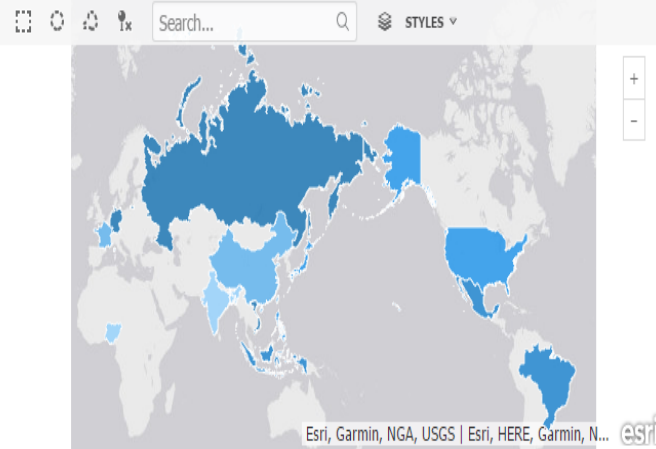 Search...
STYLES
+
-
Esri, Garmin, NGA, USGS | Esri, HERE, Garmin, N...
esri